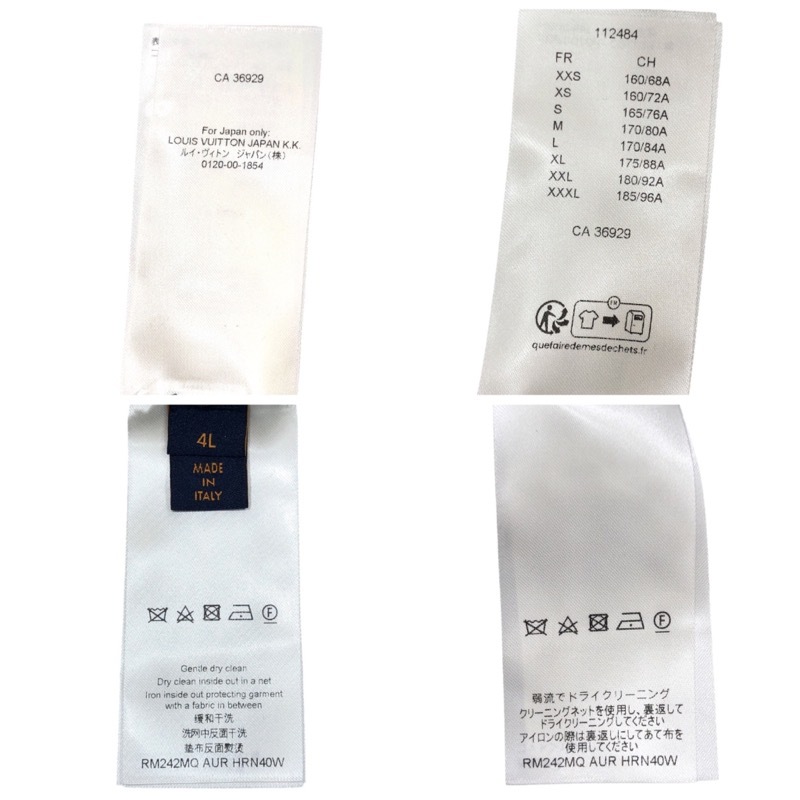 CA 36929
For Japan only:
LOUIS VUITTON JAPAN K.K.
ルイ・ヴィトン ジャパン(株)
0120-00-1854
112484
FR CH
XXS 160/68A
XS 160/72A
S 165/76A
M 170/80A
L 170/84A
XL 175/88A
XXL 180/92A
XXXL 185/96A
CA 36929
FR
quefairedemesdechets.fr
4L
MADE
IN
ITALY
F
Gentle dry clean
Dry clean inside out in a net
Iron inside out protecting garment
with a fabric in between
缓和干洗
洗网中反面干洗
垫布反面熨烫
RM242MQ AUR HRN40W
F
弱流でドライクリーニング
クリーニングネットを使用し、裏返して
ドライクリーニングしてください
アイロンの際は裏返しにしてあて布を
使用してください
RM242MQ AUR HRN40W